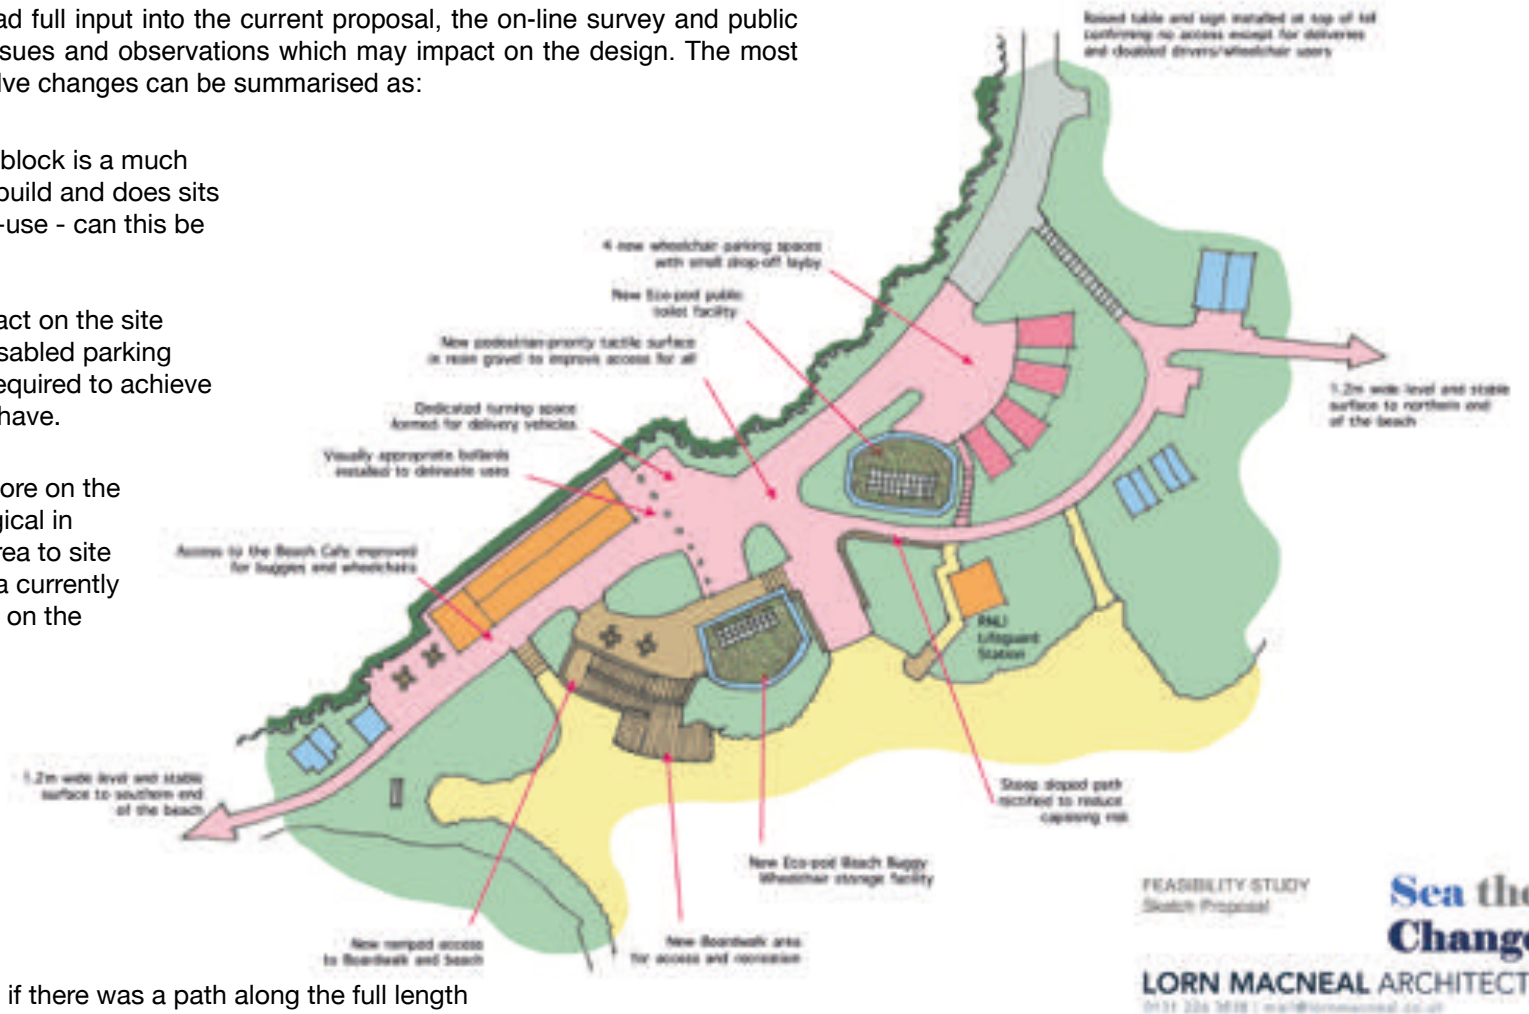 ad full input into the current proposal, the on-line survey and public
sues and observations which may impact on the design. The most
lve changes can be summarised as:
block is a much
build and does sits
-use - can this be
act on the site
sabled parking
equired to achieve
have.
ore on the
gical in
rea to site
a currently
on the
if there was a path along the full length
Raised table and sign installed at top of hill
confirming no access except for deliveries
and disabled drivers/wheelchair users
4 new wheelchair parking spaces
with small drop-off layby
New Eco-pod public
toilet facility
New pedestrian-priority tactile surface
in resin gravel to improve access for all
Dedicated turning space
formed for delivery vehicles
Visually appropriate bollards
installed to delineate uses
Access to the Beach Cafe improved
for buggies and wheelchairs
1.2m wide level and stable
surface to northern end
of the beach
RNLI
Lifeguard
Station
1.2m wide level and stable
surface to southern end
of the beach
Steep sloped path
rectified to reduce
capsizing risk
New Eco-pod Beach Buggy
Wheelchair storage facility
New ramped access
to Boardwalk and beach
New Boardwalk area
for access and recreation
FEASIBILITY STUDY
Sketch Proposal
Sea the
Change
LORN MACNEAL ARCHITECT